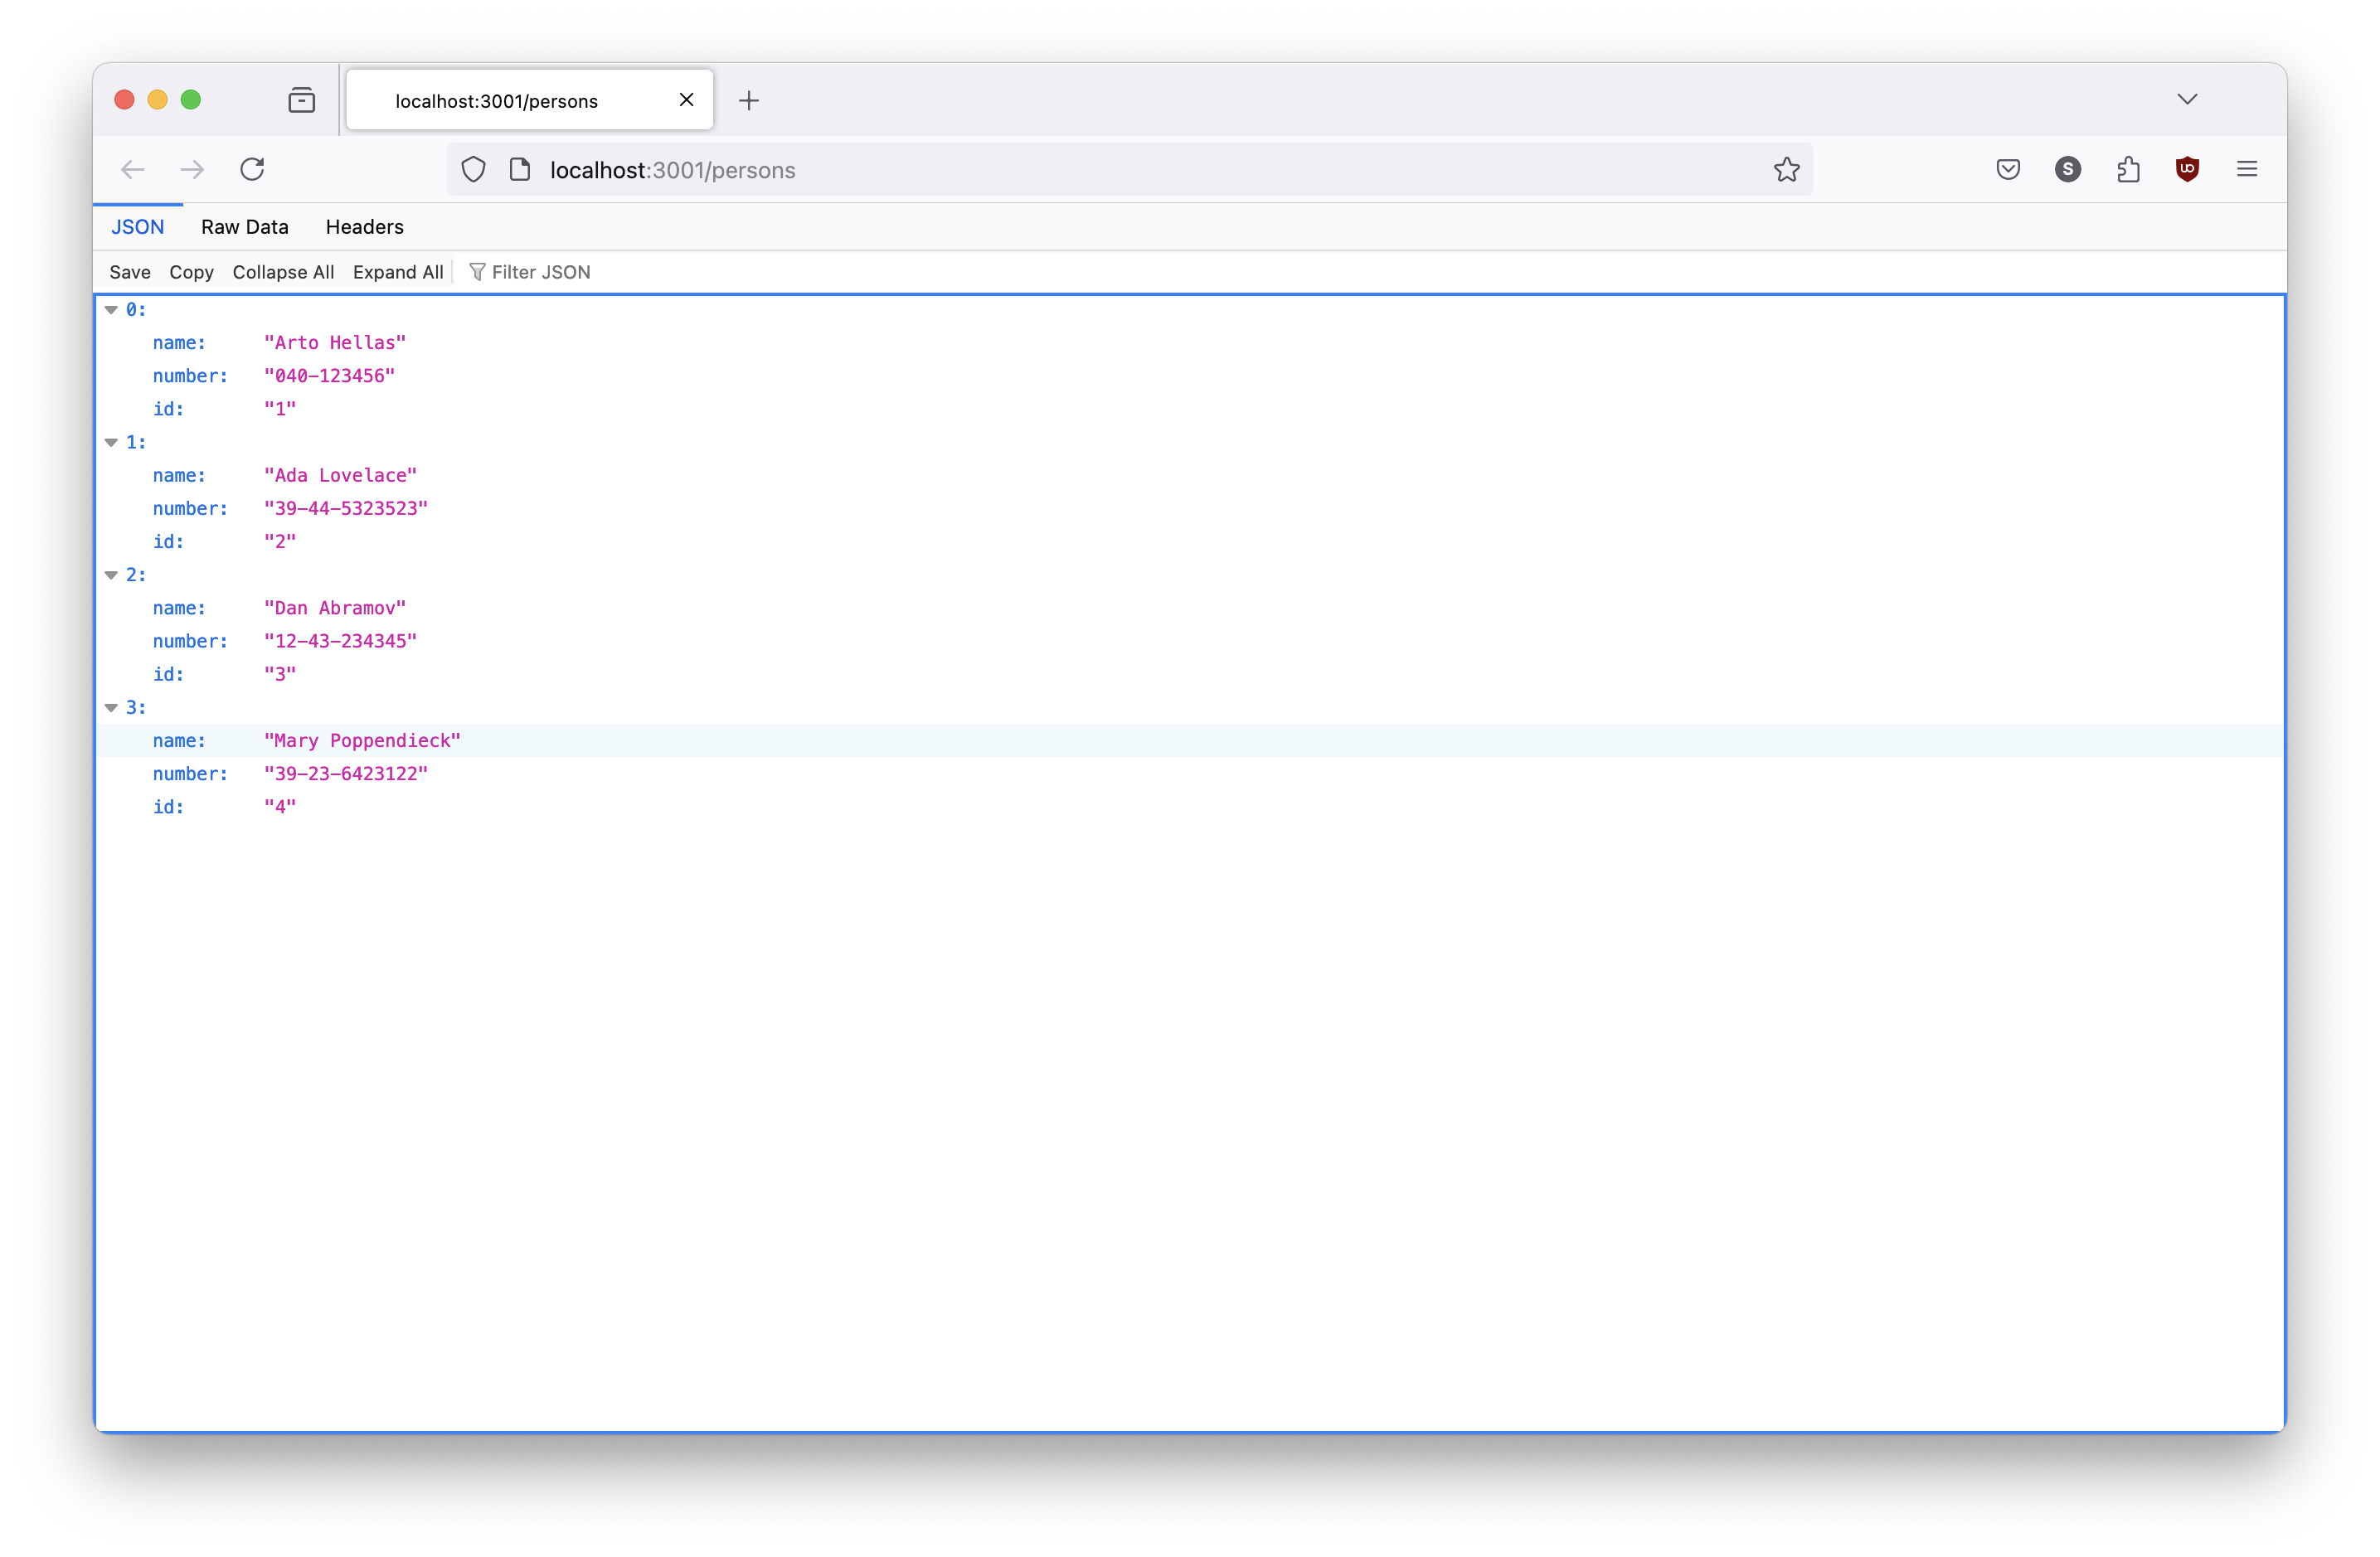 localhost:3001/persons
localhost:3001/persons
S
JSON Raw Data Headers
Save Copy Collapse All Expand All Filter JSON
0:
name: "Arto Hellas"
number: "040-123456"
id: "1"
1:
name: "Ada Lovelace"
number: "39-44-5323523"
id: "2"
2:
name: "Dan Abramov"
number: "12-43-234345"
id: "3"
3:
name: "Mary Poppendieck"
number: "39-23-6423122"
id: "4"